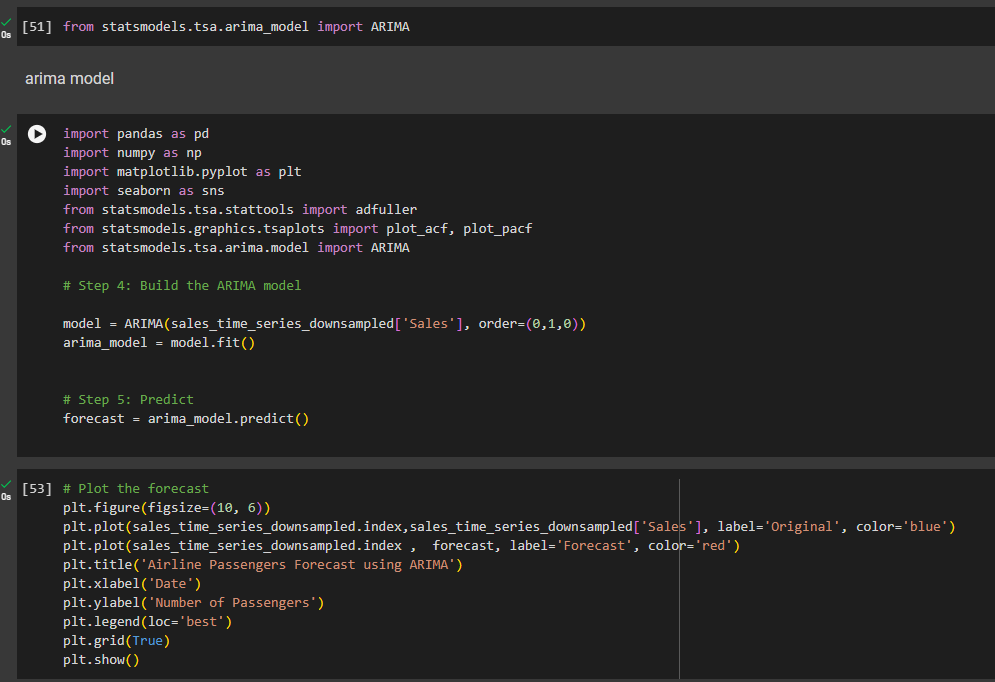 [51] from statsmodels.tsa.arima_model import ARIMA
0s
arima model
0s
import pandas as pd
import numpy as np
import matplotlib.pyplot as plt
import seaborn as sns
from statsmodels.tsa.stattools import adfuller
from statsmodels.graphics.tsaplots import plot_acf, plot_pacf
from statsmodels.tsa.arima.model import ARIMA
# Step 4: Build the ARIMA model
model = ARIMA(sales_time_series_downsampled['Sales'], order=(0,1,0))
arima_model = model.fit()
# Step 5: Predict
forecast = arima_model.predict()
[53] # Plot the forecast
0s
plt.figure(figsize=(10, 6))
plt.plot(sales_time_series_downsampled.index,sales_time_series_downsampled['Sales'], label='Original', color='blue')
plt.plot(sales_time_series_downsampled.index ,  forecast, label='Forecast', color='red')
plt.title('Airline Passengers Forecast using ARIMA')
plt.xlabel('Date')
plt.ylabel('Number of Passengers')
plt.legend(loc='best')
plt.grid(True)
plt.show()